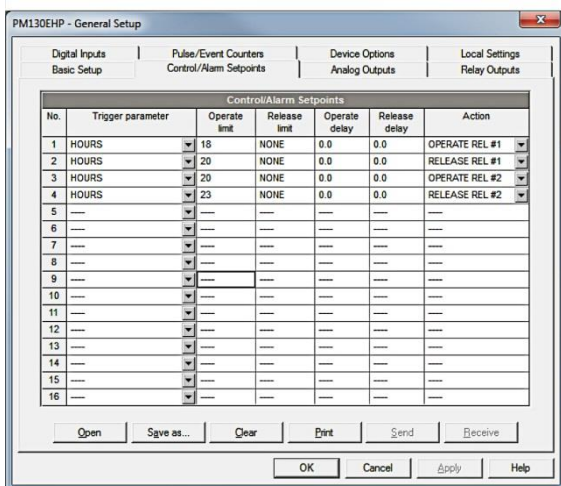 PM130EHP - General Setup
Digital Inputs Pulse/Event Counters Device Options Local Settings
Basic Setup Control/Alarm Setpoints Analog Outputs Relay Outputs
Control/Alarm Setpoints
No. Trigger parameter Operate limit Release limit Operate delay Release delay Action
1 HOURS 18 NONE 0.0 0.0 OPERATE REL #1
2 HOURS 20 NONE 0.0 0.0 RELEASE REL #1
3 HOURS 20 NONE 0.0 0.0 OPERATE REL #2
4 HOURS 23 NONE 0.0 0.0 RELEASE REL #2
5 ---- ---- ---- ---- ---- ----
6 ---- ---- ---- ---- ---- ----
7 ---- ---- ---- ---- ---- ----
8 ---- ---- ---- ---- ---- ----
9 ---- ---- ---- ---- ---- ----
10 ---- ---- ---- ---- ---- ----
11 ---- ---- ---- ---- ---- ----
12 ---- ---- ---- ---- ---- ----
13 ---- ---- ---- ---- ---- ----
14 ---- ---- ---- ---- ---- ----
15 ---- ---- ---- ---- ---- ----
16 ---- ---- ---- ---- ---- ----
Open Save as... Clear Print Send Receive
OK Cancel Apply Help